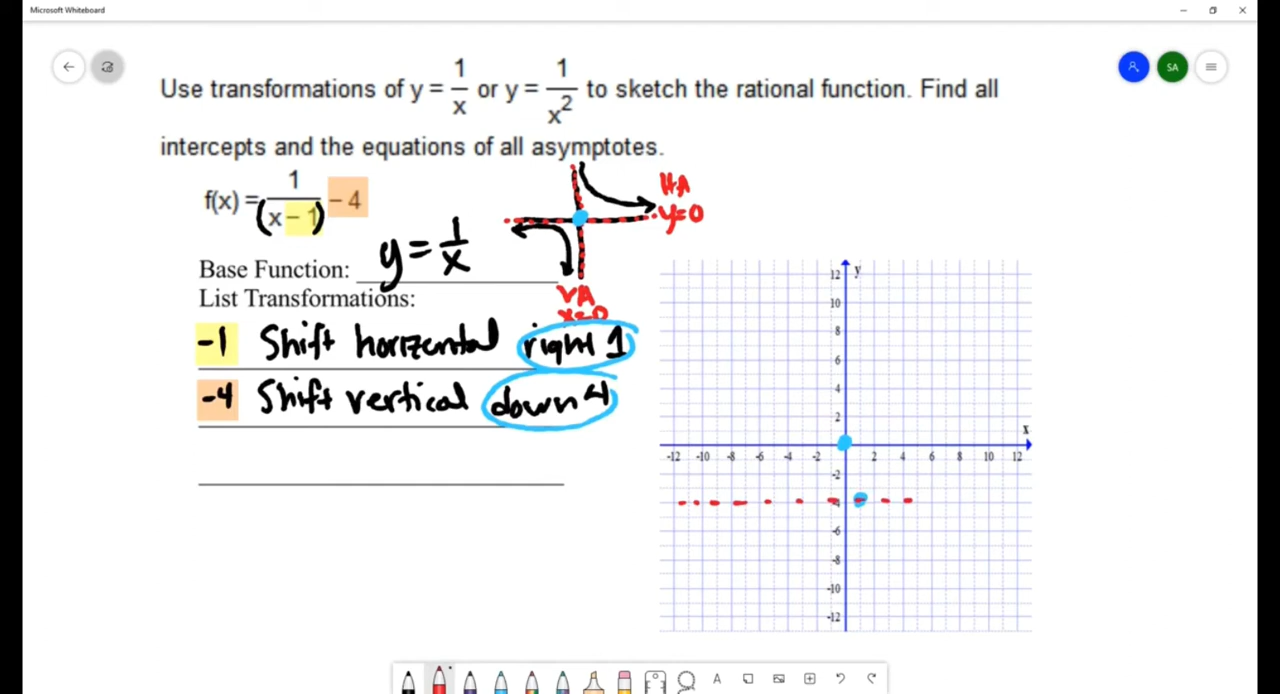 Microsoft Whiteboard
SA
Use transformations of y = 1/x or y = 1/x² to sketch the rational function. Find all
intercepts and the equations of all asymptotes.
f(x) = 1/(x - 1) - 4
HA
y=0
Base Function: y = 1/x
List Transformations:
VA
x=0
-1 Shift horizontal right 1
-4 Shift vertical down 4
y
12
10
8
6
4
2
x
-12 -10 -8 -6 -4 -2 2 4 6 8 10 12
-2
-4
-6
-8
-10
-12
A